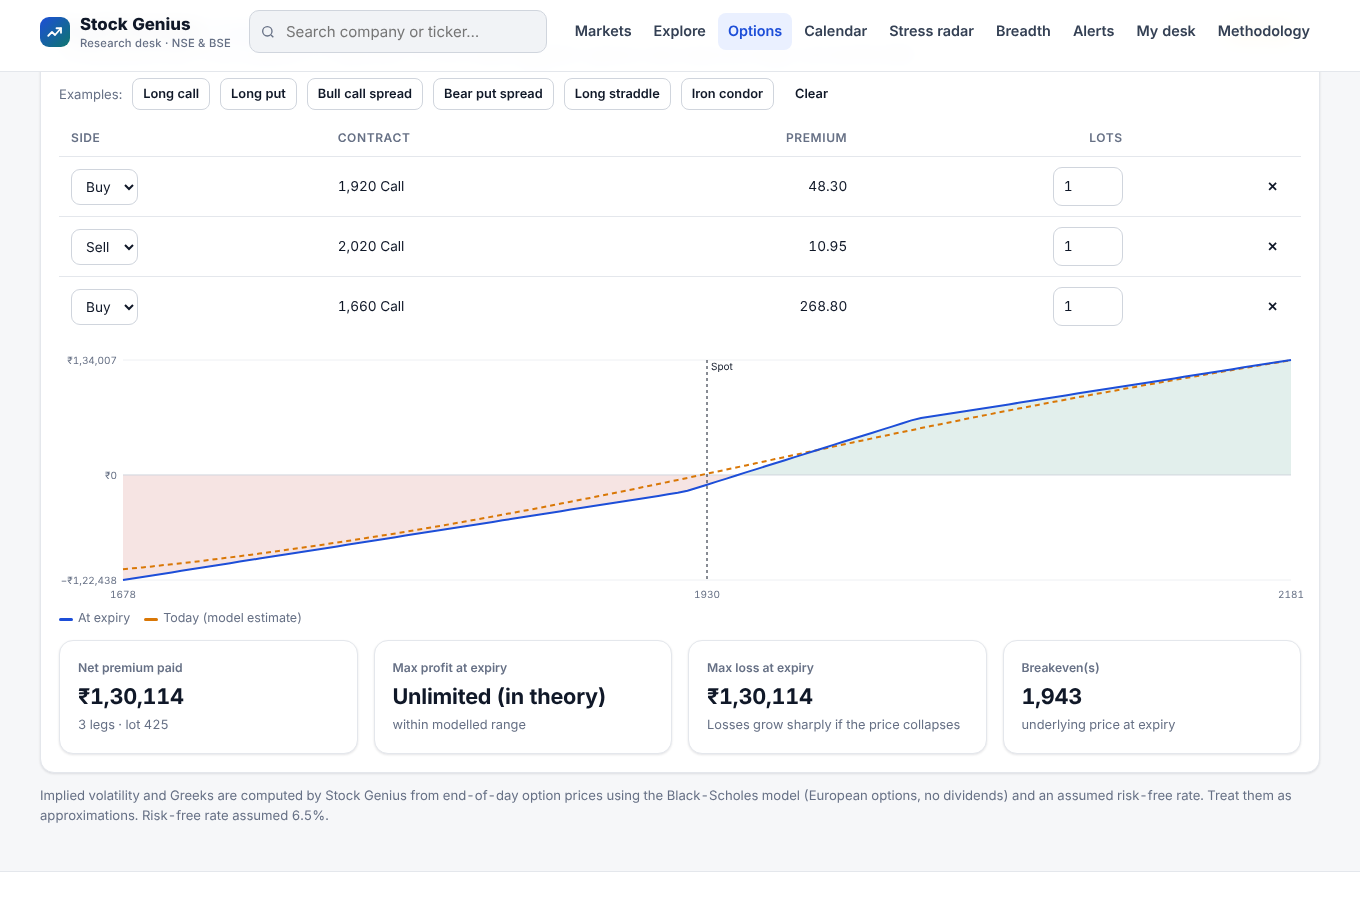 Stock Genius
Research desk · NSE & BSE
Search company or ticker...
Markets
Explore
Options
Calendar
Stress radar
Breadth
Alerts
My desk
Methodology
Examples: Long call Long put Bull call spread Bear put spread Long straddle Iron condor Clear
SIDE CONTRACT PREMIUM LOTS
Buy 1,920 Call 48.30 1 ×
Sell 2,020 Call 10.95 1 ×
Buy 1,660 Call 268.80 1 ×
₹1,34,007
Spot
₹0
−₹1,22,438
1678 1930 2181
At expiry Today (model estimate)
Net premium paid
₹1,30,114
3 legs · lot 425
Max profit at expiry
Unlimited (in theory)
within modelled range
Max loss at expiry
₹1,30,114
Losses grow sharply if the price collapses
Breakeven(s)
1,943
underlying price at expiry
Implied volatility and Greeks are computed by Stock Genius from end-of-day option prices using the Black-Scholes model (European options, no dividends) and an assumed risk-free rate. Treat them as
approximations. Risk-free rate assumed 6.5%.